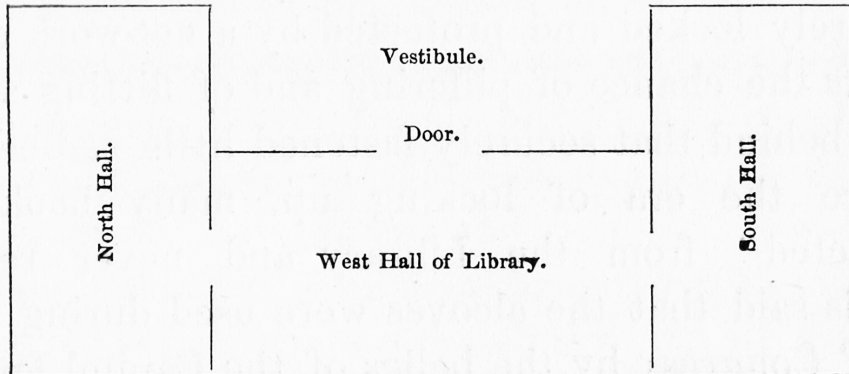 Vestibule.
Door.
North Hall.
South Hall.
West Hall of Library.